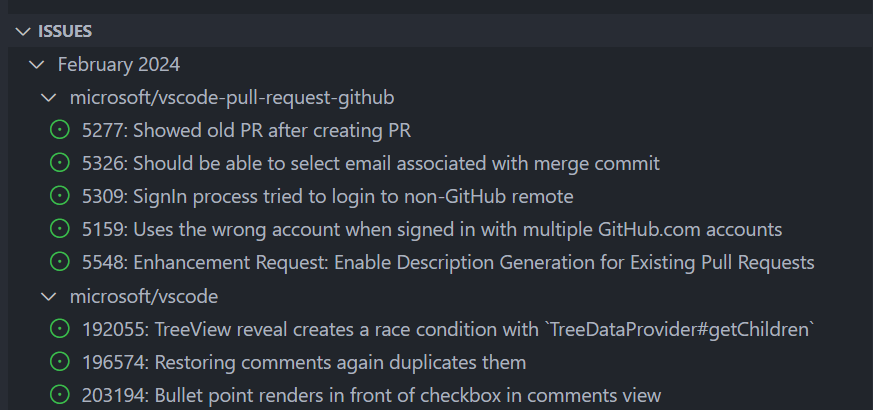 ISSUES
February 2024
microsoft/vscode-pull-request-github
5277: Showed old PR after creating PR
5326: Should be able to select email associated with merge commit
5309: SignIn process tried to login to non-GitHub remote
5159: Uses the wrong account when signed in with multiple GitHub.com accounts
5548: Enhancement Request: Enable Description Generation for Existing Pull Requests
microsoft/vscode
192055: TreeView reveal creates a race condition with `TreeDataProvider#getChildren`
196574: Restoring comments again duplicates them
203194: Bullet point renders in front of checkbox in comments view